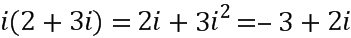 i(2 + 3i) = 2i + 3i² =– 3 + 2i